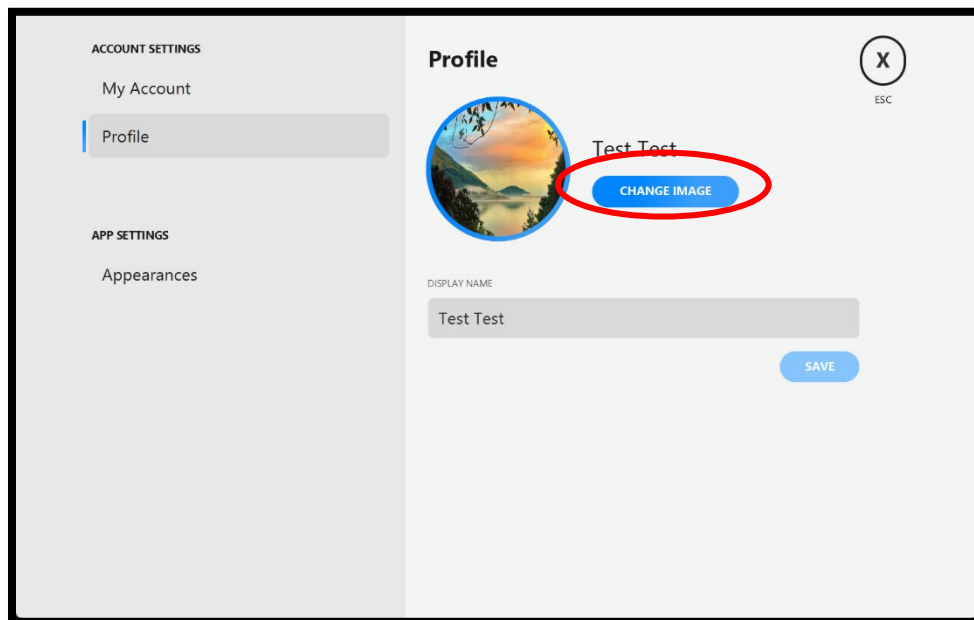 ACCOUNT SETTINGS
My Account
Profile
APP SETTINGS
Appearances
Profile
X
ESC
Test Test
CHANGE IMAGE
DISPLAY NAME
Test Test
SAVE